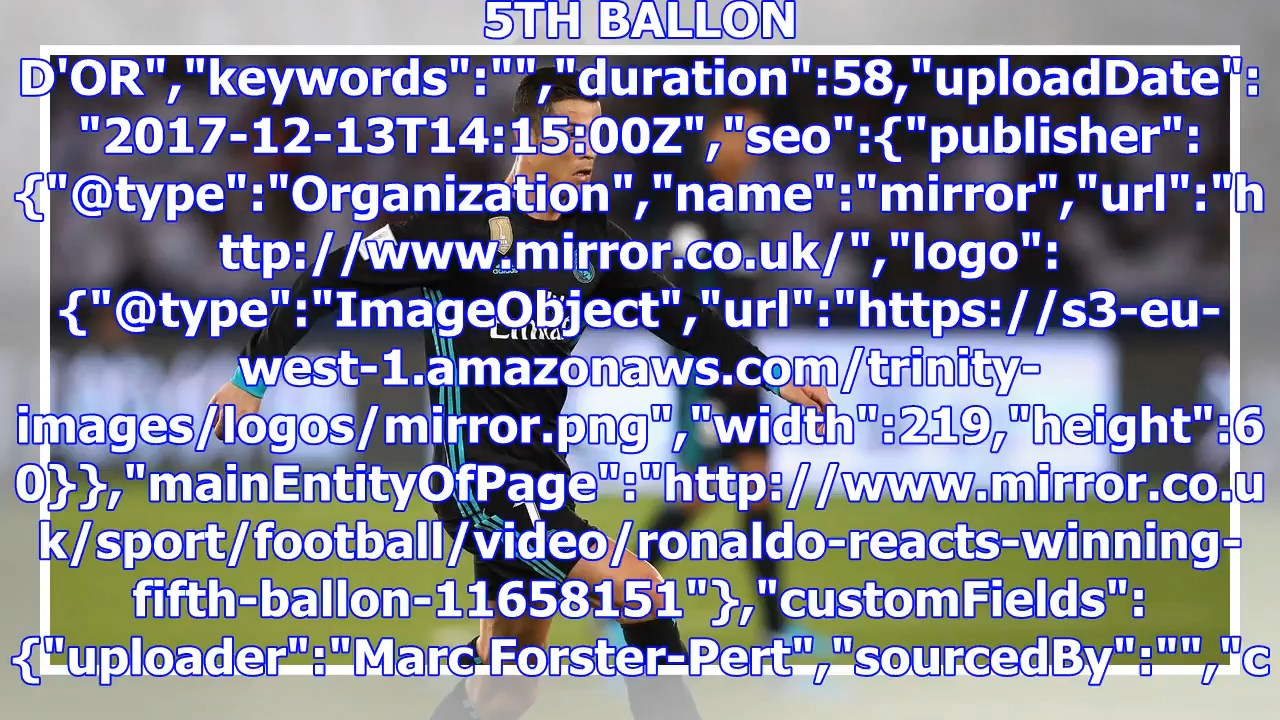 5TH BALLON
D'OR","keywords":"","duration":58,"uploadDate":
"2017-12-13T14:15:00Z","seo":{"publisher":
{"@type":"Organization","name":"mirror","url":"h
ttp://www.mirror.co.uk/","logo":
{"@type":"ImageObject","url":"https://s3-eu-
west-1.amazonaws.com/trinity-
images/logos/mirror.png","width":219,"height":6
0}},"mainEntityOfPage":"http://www.mirror.co.u
k/sport/football/video/ronaldo-reacts-winning-
fifth-ballon-11658151"},"customFields":
{"uploader":"Marc Forster-Pert","sourcedBy":"","c
adidas